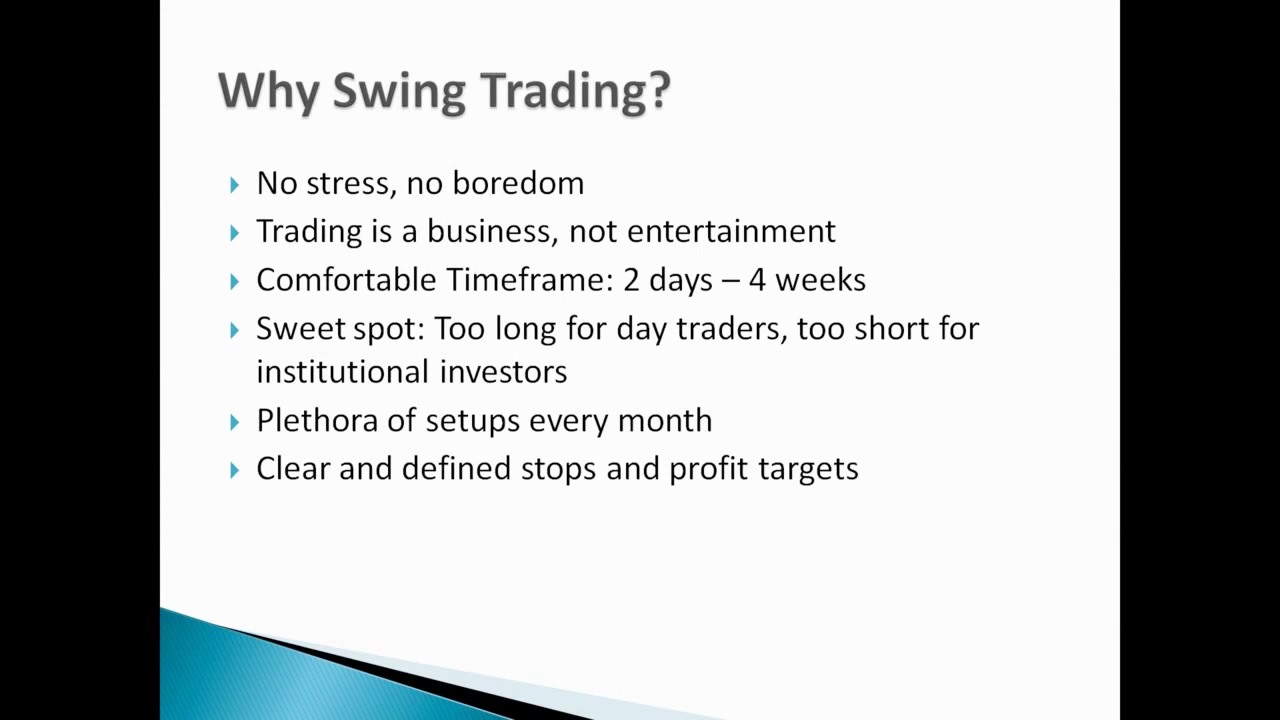 Why Swing Trading?
No stress, no boredom
Trading is a business, not entertainment
Comfortable Timeframe: 2 days – 4 weeks
Sweet spot: Too long for day traders, too short for
institutional investors
Plethora of setups every month
Clear and defined stops and profit targets